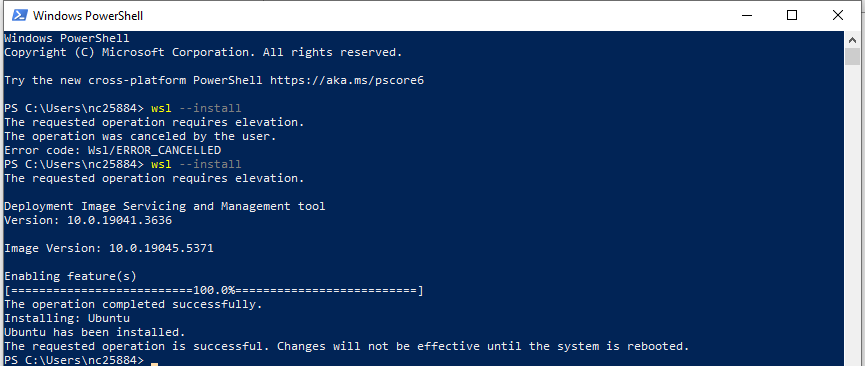 Windows PowerShell
Windows PowerShell
Copyright (C) Microsoft Corporation. All rights reserved.
Try the new cross-platform PowerShell https://aka.ms/pscore6
PS C:\Users\nc25884> wsl --install
The requested operation requires elevation.
The operation was canceled by the user.
Error code: Wsl/ERROR_CANCELLED
PS C:\Users\nc25884> wsl --install
The requested operation requires elevation.
Deployment Image Servicing and Management tool
Version: 10.0.19041.3636
Image Version: 10.0.19045.5371
Enabling feature(s)
[==========================100.0%==========================]
The operation completed successfully.
Installing: Ubuntu
Ubuntu has been installed.
The requested operation is successful. Changes will not be effective until the system is rebooted.
PS C:\Users\nc25884>